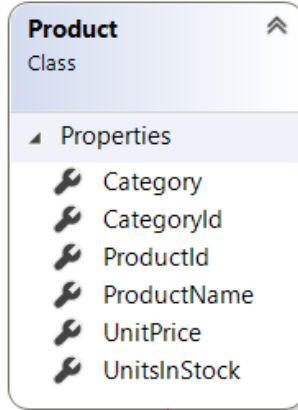 Product
Class
Properties
Category
CategoryId
ProductId
ProductName
UnitPrice
UnitsInStock